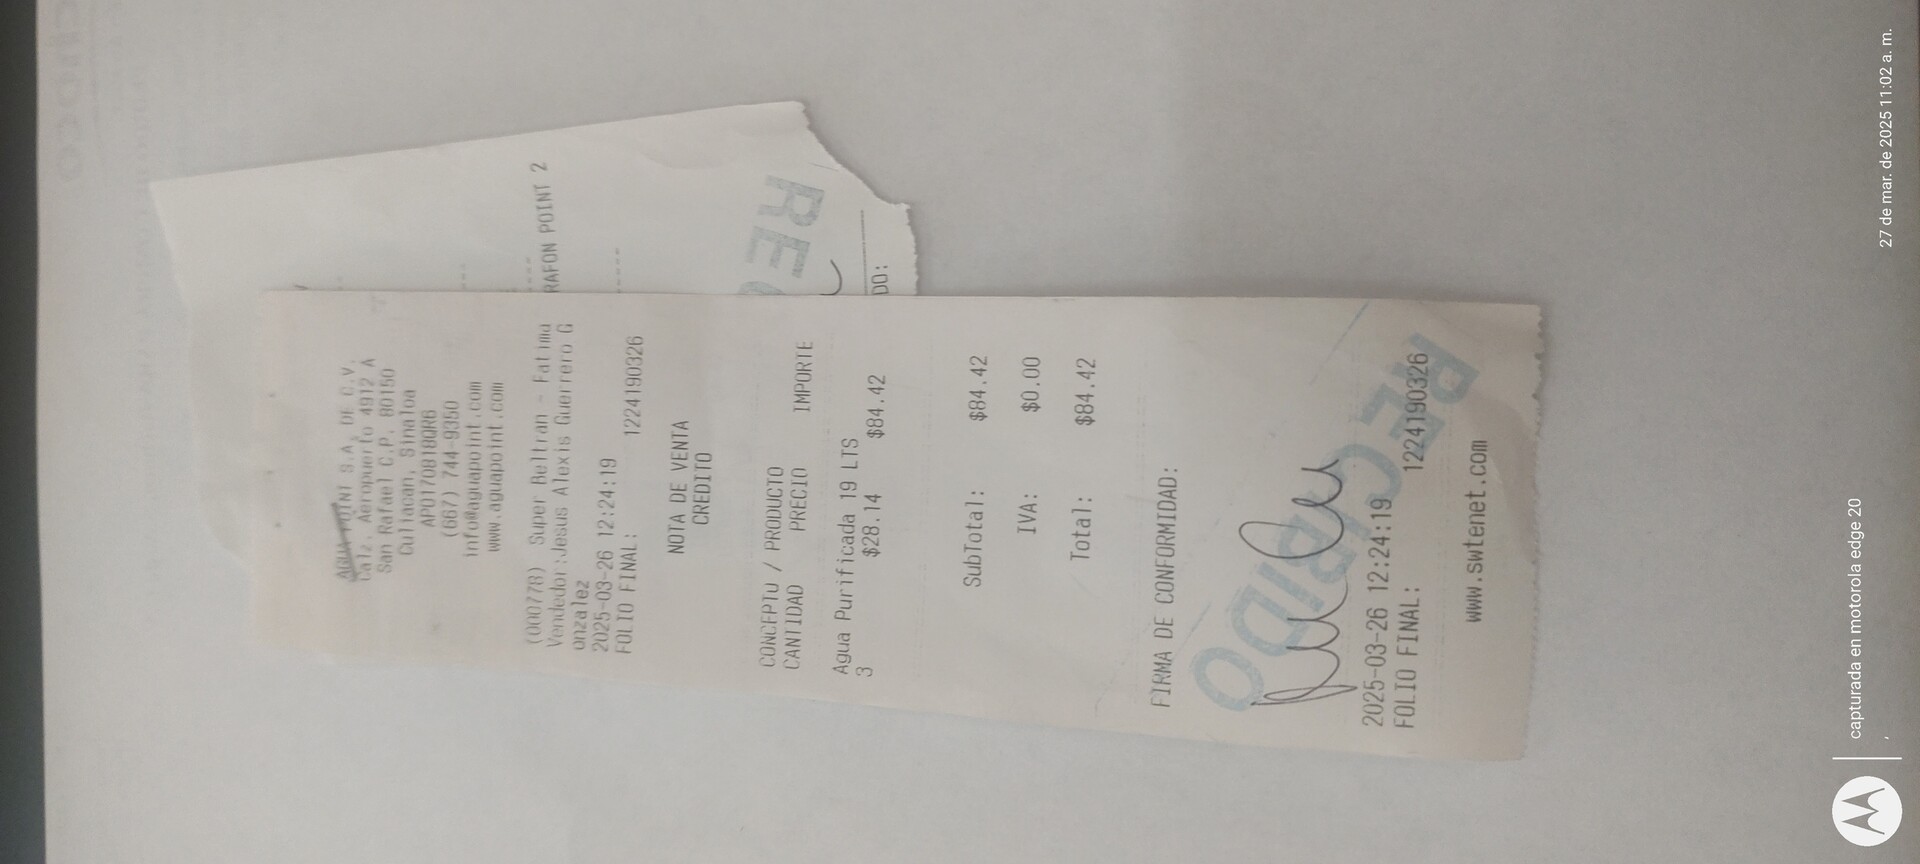 S.A. DE C.V.
Calz. Aeropuerto 4912 A
San Rafael C.P. 80150
Culiacan, Sinaloa
APO170818QR6
(667) 744-9350
info@aguapoint.com
www.aguapoint.com
(000778) Super Beltran - Fatima
Vendedor:Jesus Alexis Guerrero G
onzalez
2025-03-26 12:24:19
FOLIO FINAL: 1224190326
NOTA DE VENTA
CREDITO
CONCEPTO / PRODUCTO
CANTIDAD PRECIO IMPORTE
Agua Purificada 19 LTS
3 $28.14 $84.42
SubTotal: $84.42
IVA: $0.00
Total: $84.42
FIRMA DE CONFORMIDAD:
RECIBIDO
2025-03-26 12:24:19
FOLIO FINAL: 1224190326
www.swtenet.com
RAFON POINT 2
RE
DO:
capturada en motorola edge 20
,
27 de mar. de 2025 11:02 a. m.